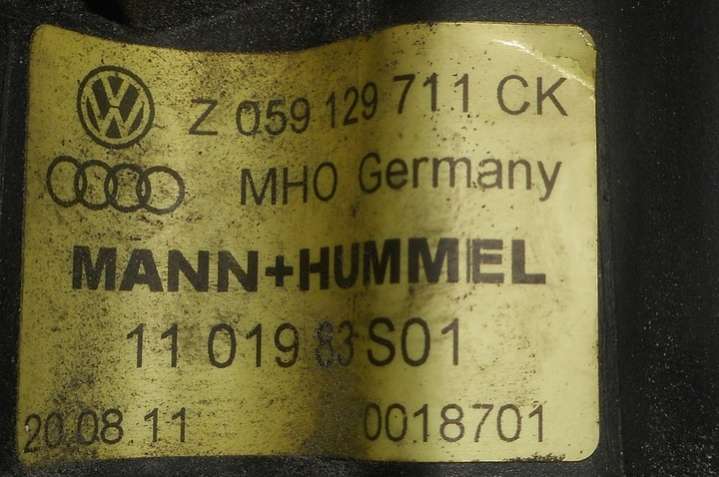 Z 059 129 711 CK
MHO Germany
MANN+HUMMEL
11 019 83 S01
20.08.11 0018701